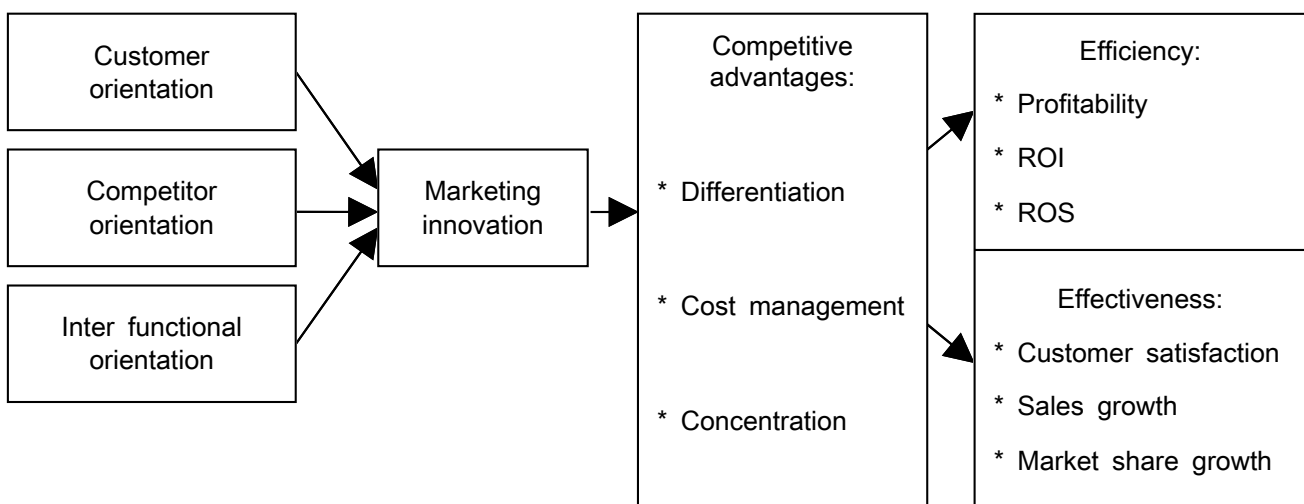 Customer
orientation
Competitor
orientation
Inter functional
orientation
Marketing
innovation
Competitive
advantages:
* Differentiation
* Cost management
* Concentration
Efficiency:
* Profitability
* ROI
* ROS
Effectiveness:
* Customer satisfaction
* Sales growth
* Market share growth